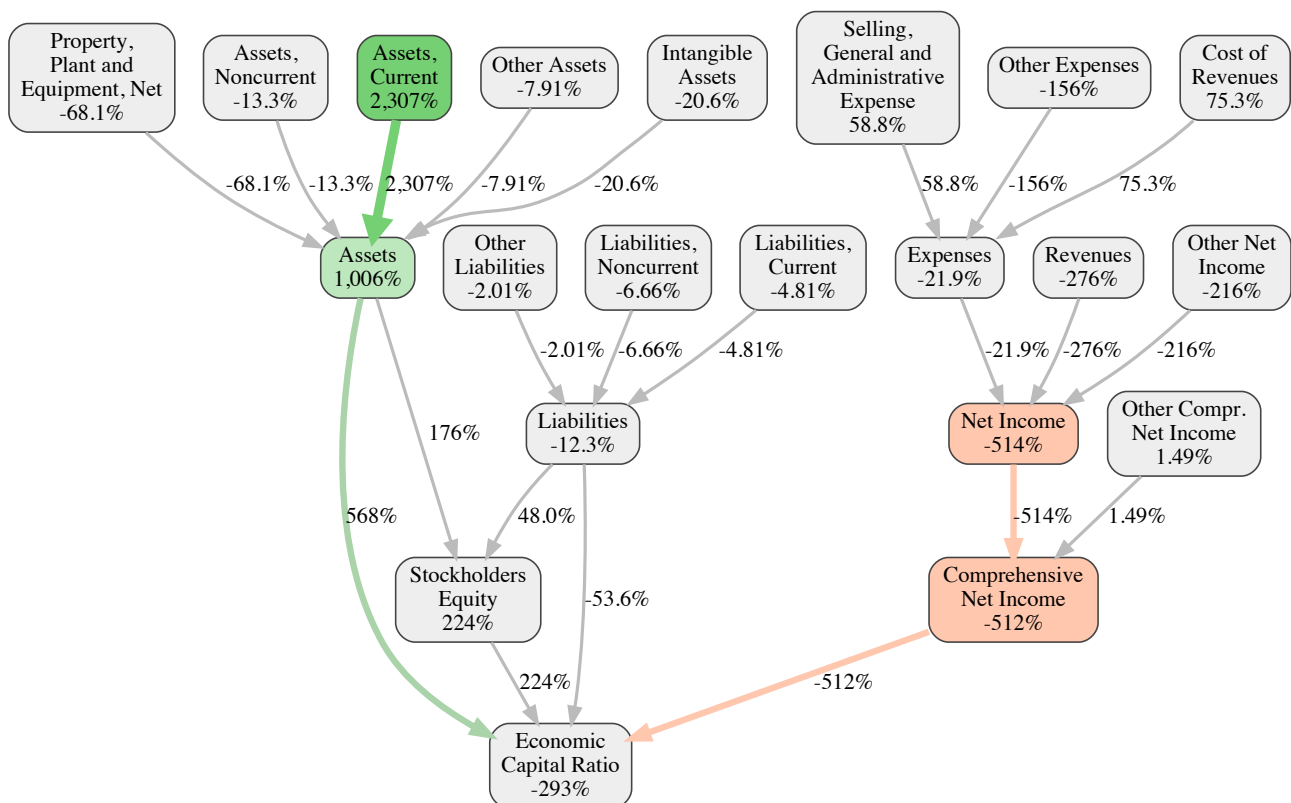 Property,
Plant and
Equipment, Net
-68.1%
Assets,
Noncurrent
-13.3%
Assets,
Current
2,307%
Other Assets
-7.91%
Intangible
Assets
-20.6%
Selling,
General and
Administrative
Expense
58.8%
Other Expenses
-156%
Cost of
Revenues
75.3%
-68.1%
-13.3%
2,307%
-7.91%
-20.6%
58.8%
-156%
75.3%
Assets
1,006%
Other
Liabilities
-2.01%
Liabilities,
Noncurrent
-6.66%
Liabilities,
Current
-4.81%
Expenses
-21.9%
Revenues
-276%
Other Net
Income
-216%
-2.01%
-6.66%
-4.81%
-21.9%
-276%
-216%
176%
Liabilities
-12.3%
Net Income
-514%
Other Compr.
Net Income
1.49%
568%
48.0%
-514%
1.49%
Stockholders
Equity
224%
-53.6%
Comprehensive
Net Income
-512%
224%
-512%
Economic
Capital Ratio
-293%